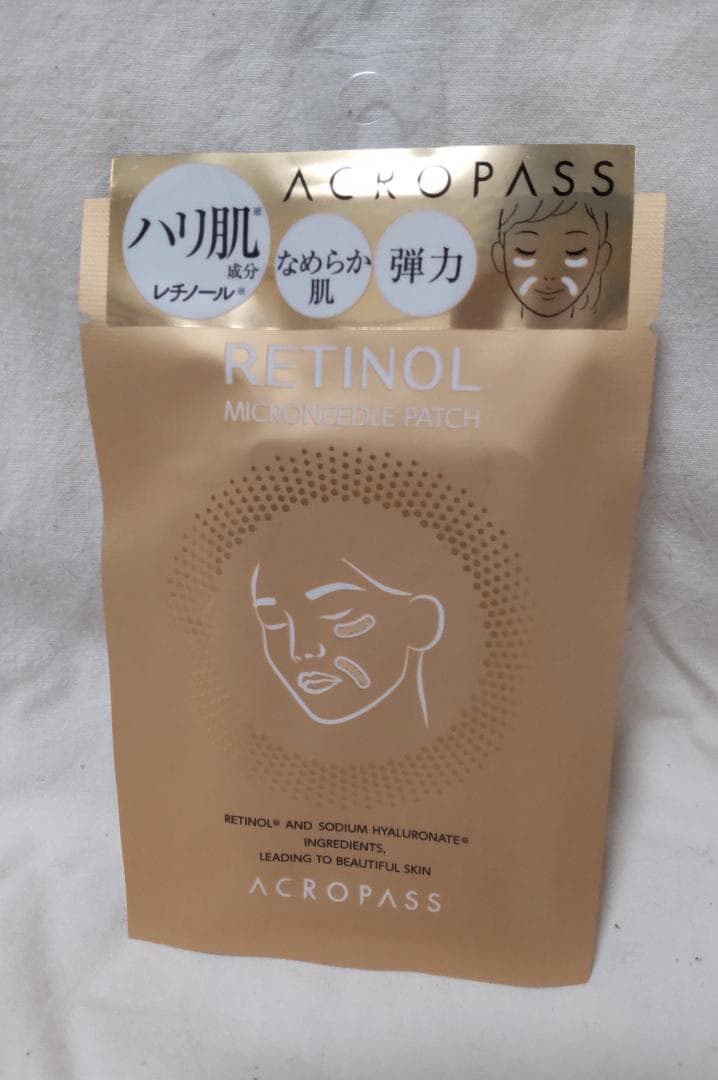 ACROPASS
ハリ肌※
成分
レチノール※
なめらか
肌
弾力
RETINOL
MICRONEEDLE PATCH
RETINOL※ AND SODIUM HYALURONATE※
INGREDIENTS,
LEADING TO BEAUTIFUL SKIN
ACROPASS